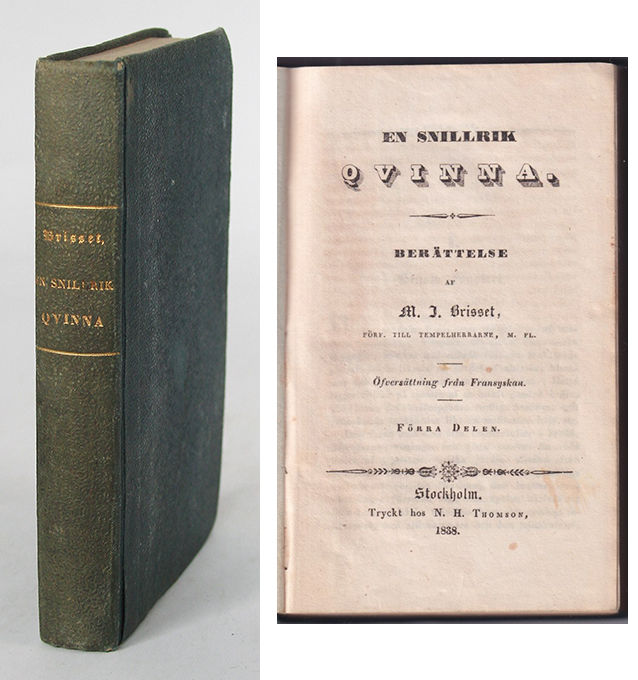 Brisset,
EN SNILLRIK
QVINNA
EN SNILLRIK
QVINNA.
BERÄTTELSE
AF
M. J. Brisset,
FÖRF. TILL TEMPELHERRARNE, M. FL.
Öfversättning från Fransyskan.
FÖRRA DELEN.
Stockholm.
Tryckt hos N. H. THOMSON,
1838.